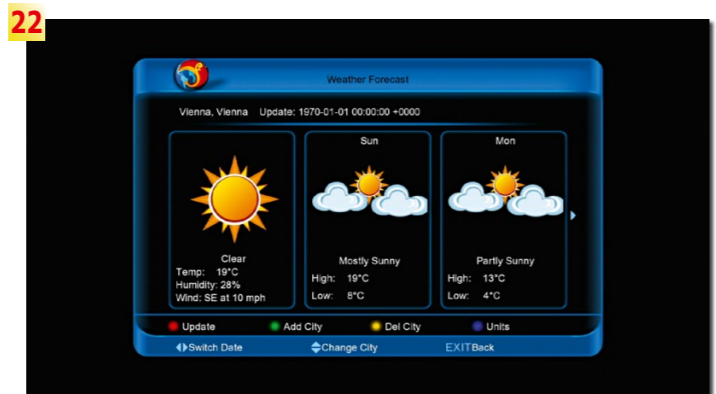 22
Weather Forecast
Vienna, Vienna Update: 1970-01-01 00:00:00 +0000
Clear
Temp: 19°C
Humidity: 28%
Wind: SE at 10 mph
Sun
Mostly Sunny
High: 19°C
Low: 8°C
Mon
Partly Sunny
High: 13°C
Low: 4°C
Update Add City Del City Units
Switch Date Change City EXITBack